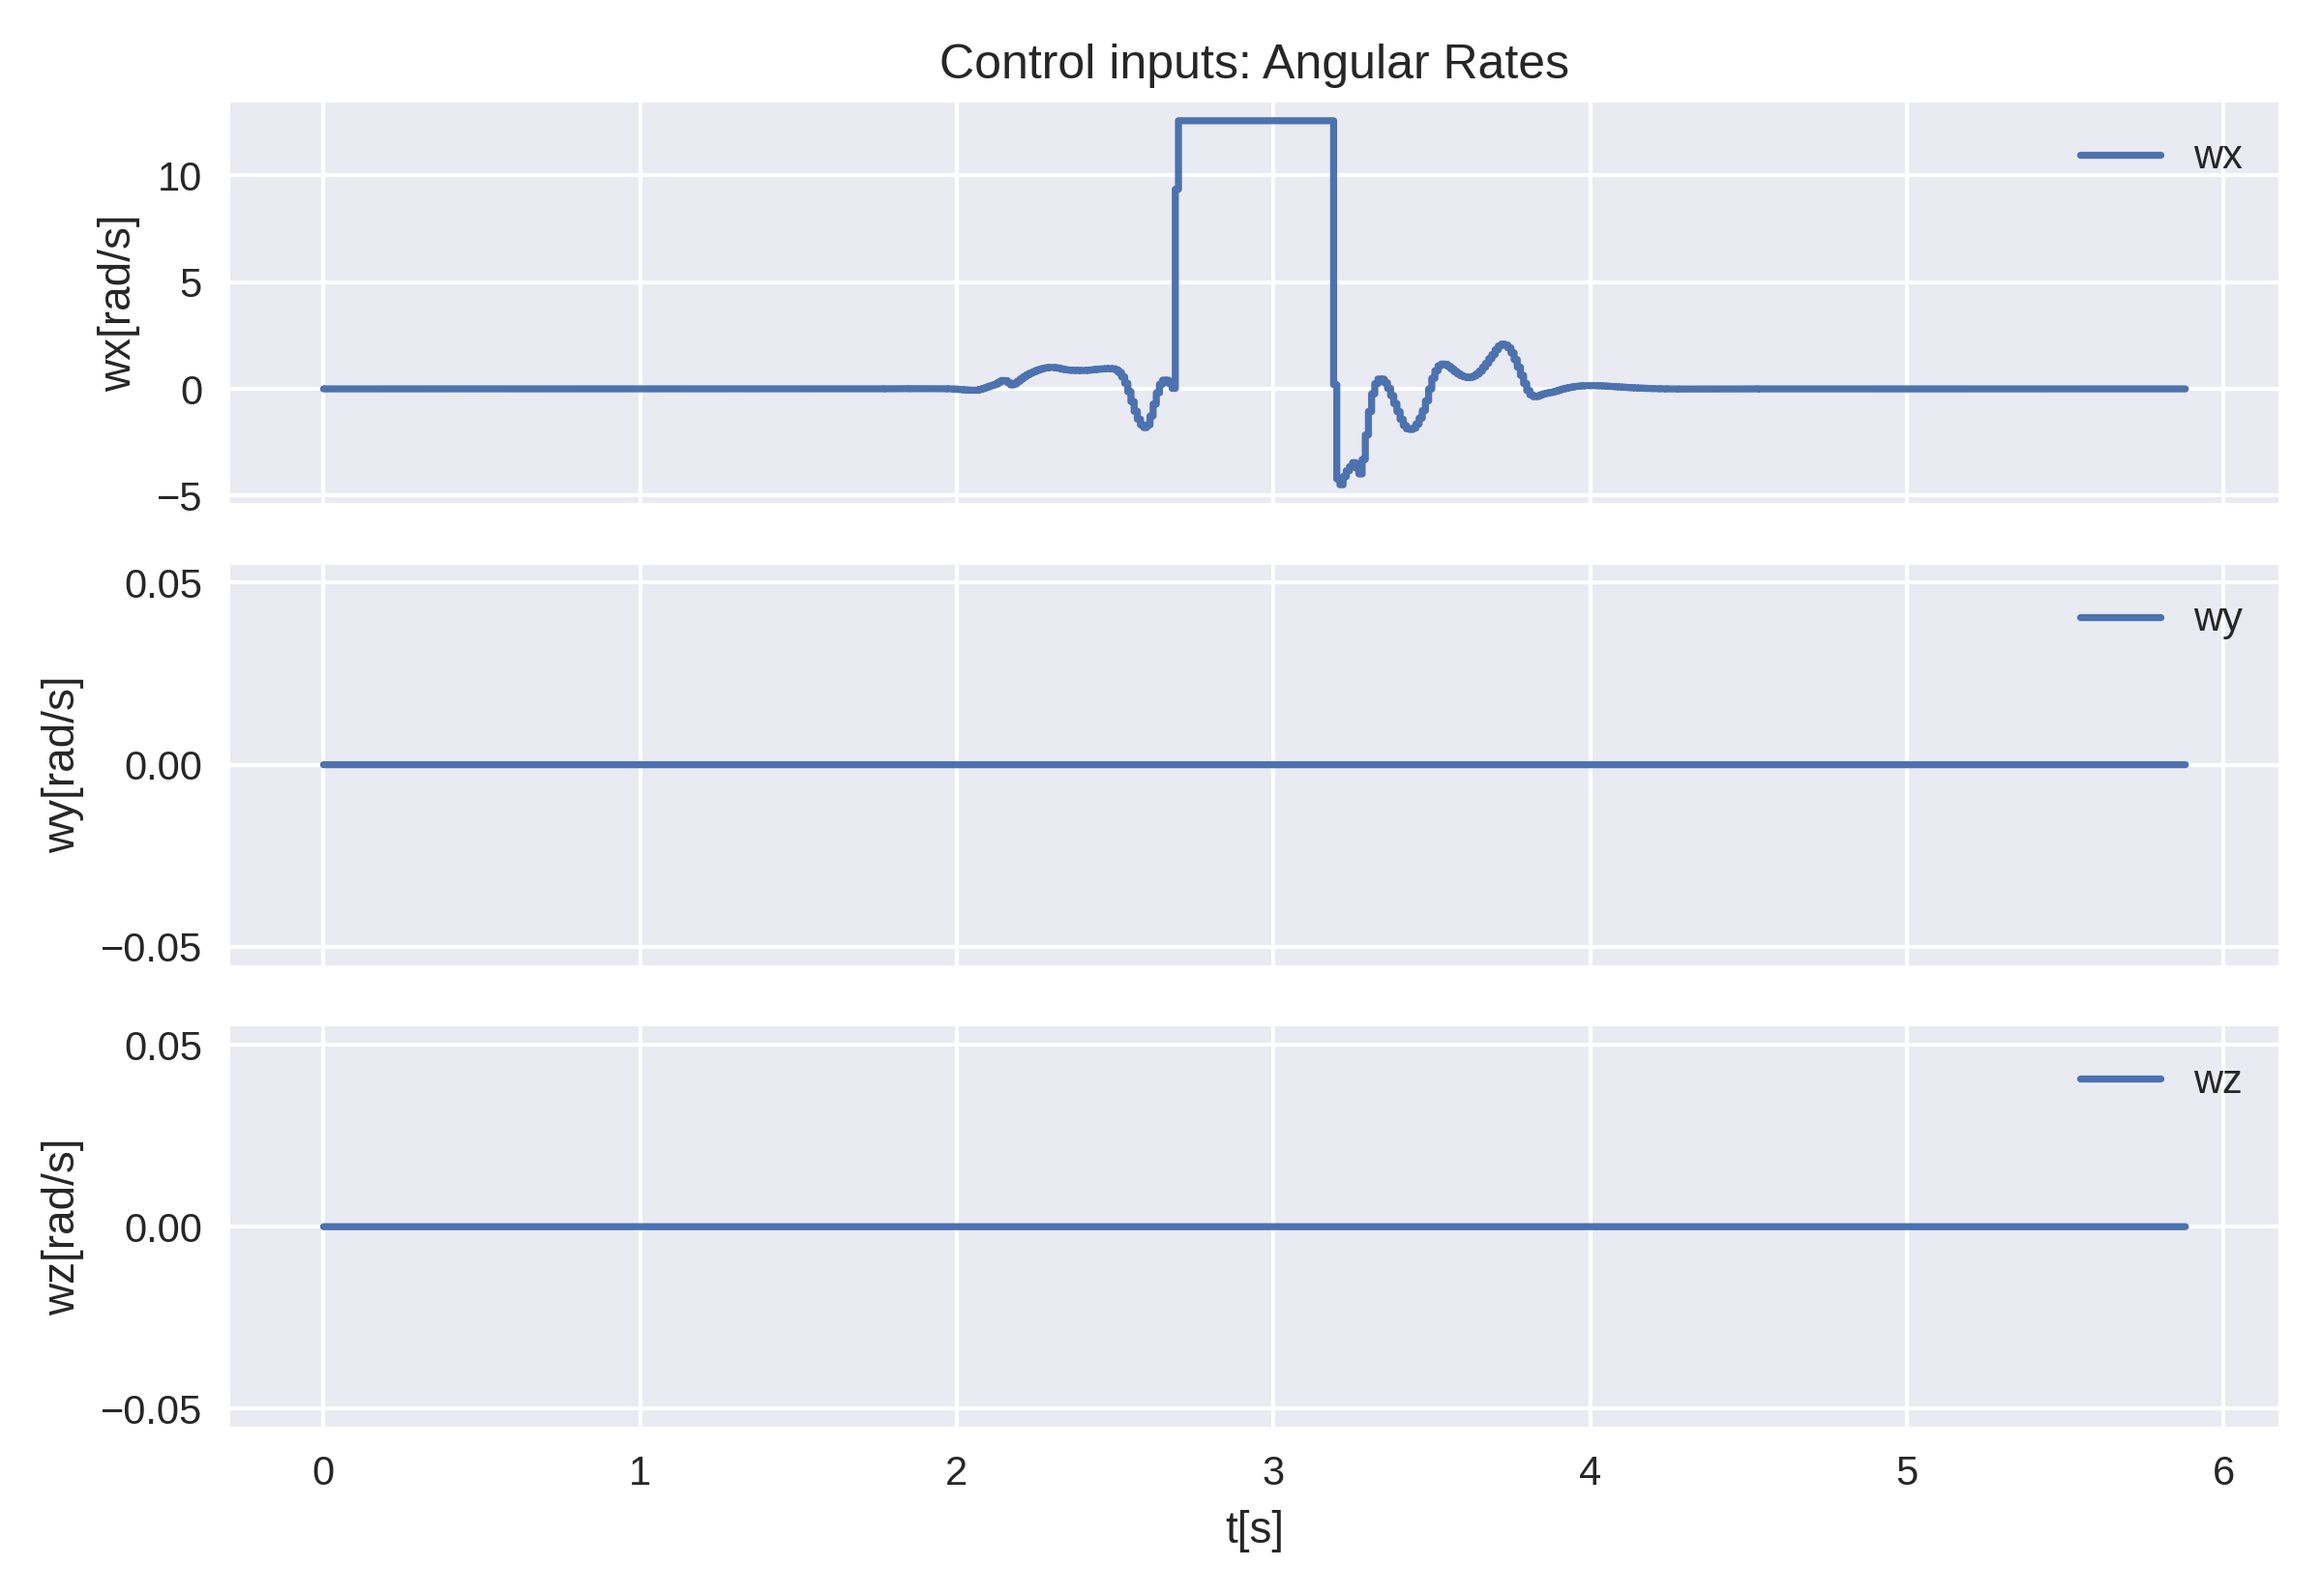 Control inputs: Angular Rates
wx[rad/s]
10
5
0
−5
wx
wy[rad/s]
0.05
0.00
−0.05
wy
wz[rad/s]
0.05
0.00
−0.05
wz
0 1 2 3 4 5 6
t[s]